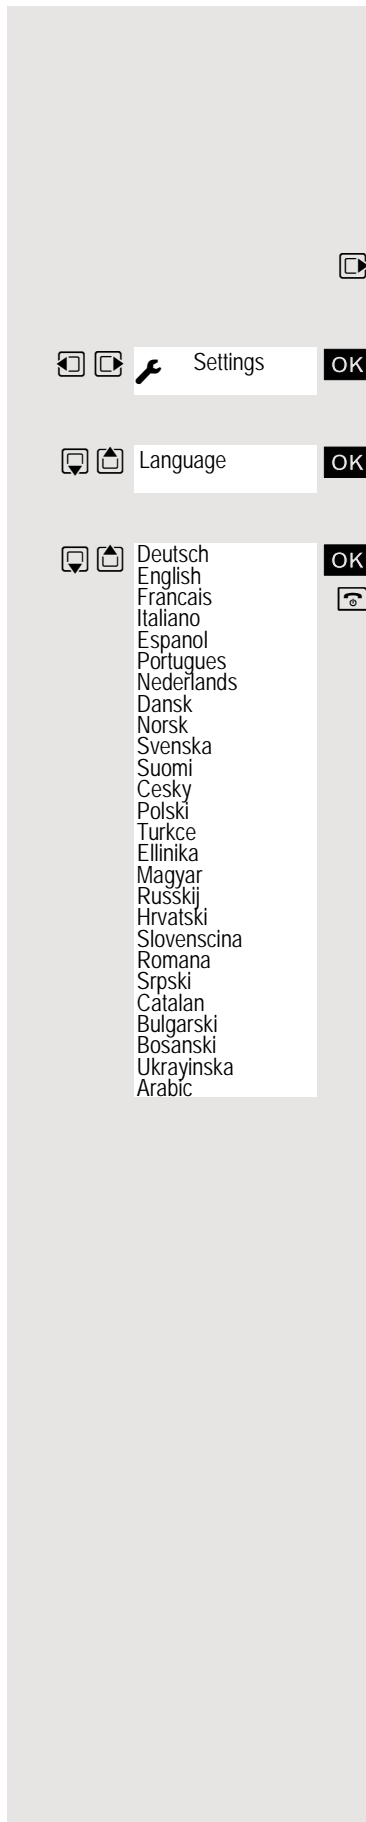 Settings OK
Language OK
Deutsch OK
English
Francais
Italiano
Espanol
Portugues
Nederlands
Dansk
Norsk
Svenska
Suomi
Cesky
Polski
Turkce
Ellinika
Magyar
Russkij
Hrvatski
Slovenscina
Romana
Srpski
Catalan
Bulgarski
Bosanski
Ukrayinska
Arabic